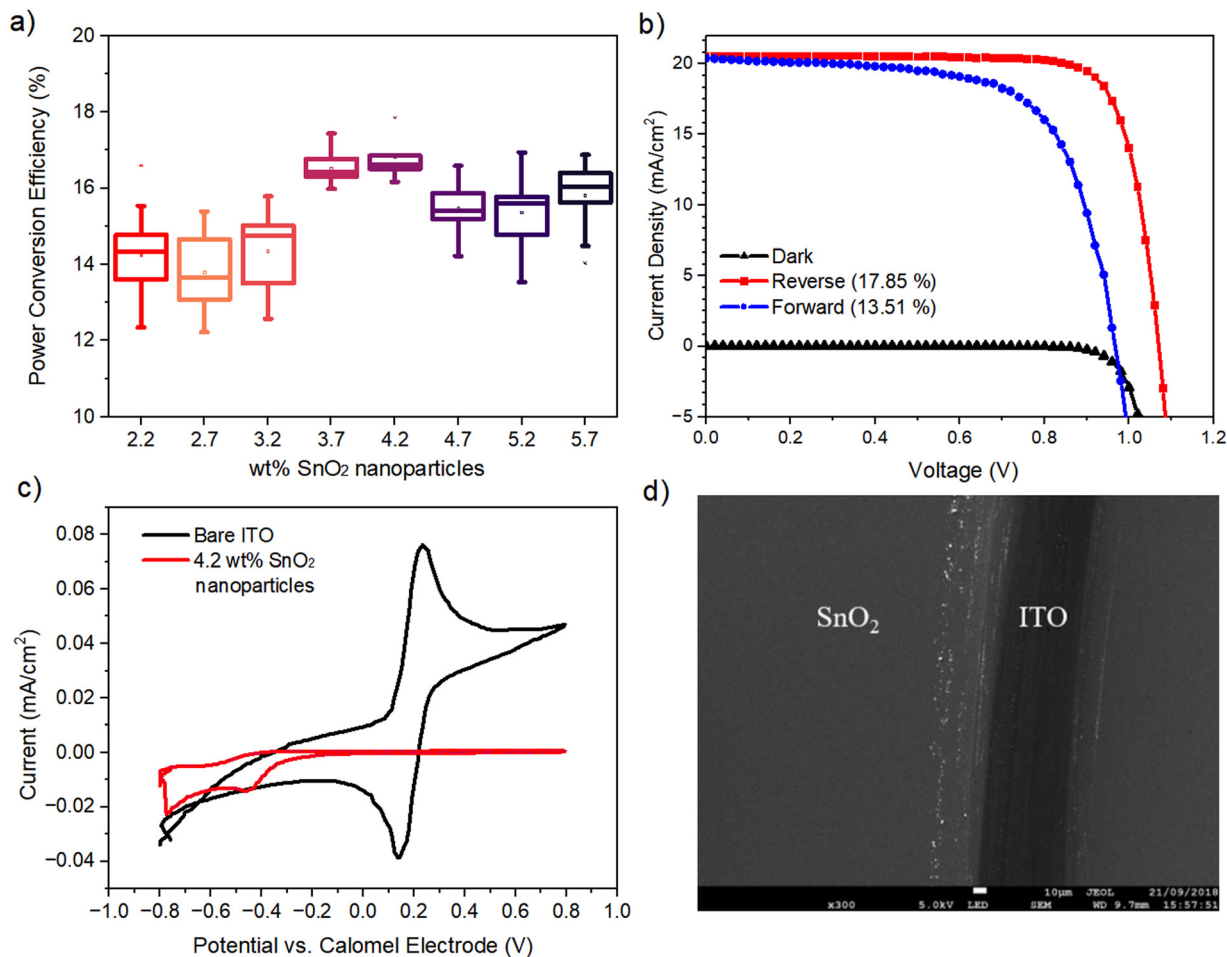 a)
Power Conversion Efficiency (%)
20
18
16
14
12
10
2.2 2.7 3.2 3.7 4.2 4.7 5.2 5.7
wt% SnO₂ nanoparticles
b)
Current Density (mA/cm²)
20
15
10
5
0
−5
Dark
Reverse (17.85 %)
Forward (13.51 %)
0.0 0.2 0.4 0.6 0.8 1.0 1.2
Voltage (V)
c)
Current (mA/cm²)
0.08
0.06
0.04
0.02
0.00
−0.02
−0.04
Bare ITO
4.2 wt% SnO₂
nanoparticles
−1.0 −0.8 −0.6 −0.4 −0.2 0.0 0.2 0.4 0.6 0.8 1.0
Potential vs. Calomel Electrode (V)
d)
SnO₂
ITO
10µm JEOL 21/09/2018
x300 5.0kV LED SEM WD 9.7mm 15:57:51